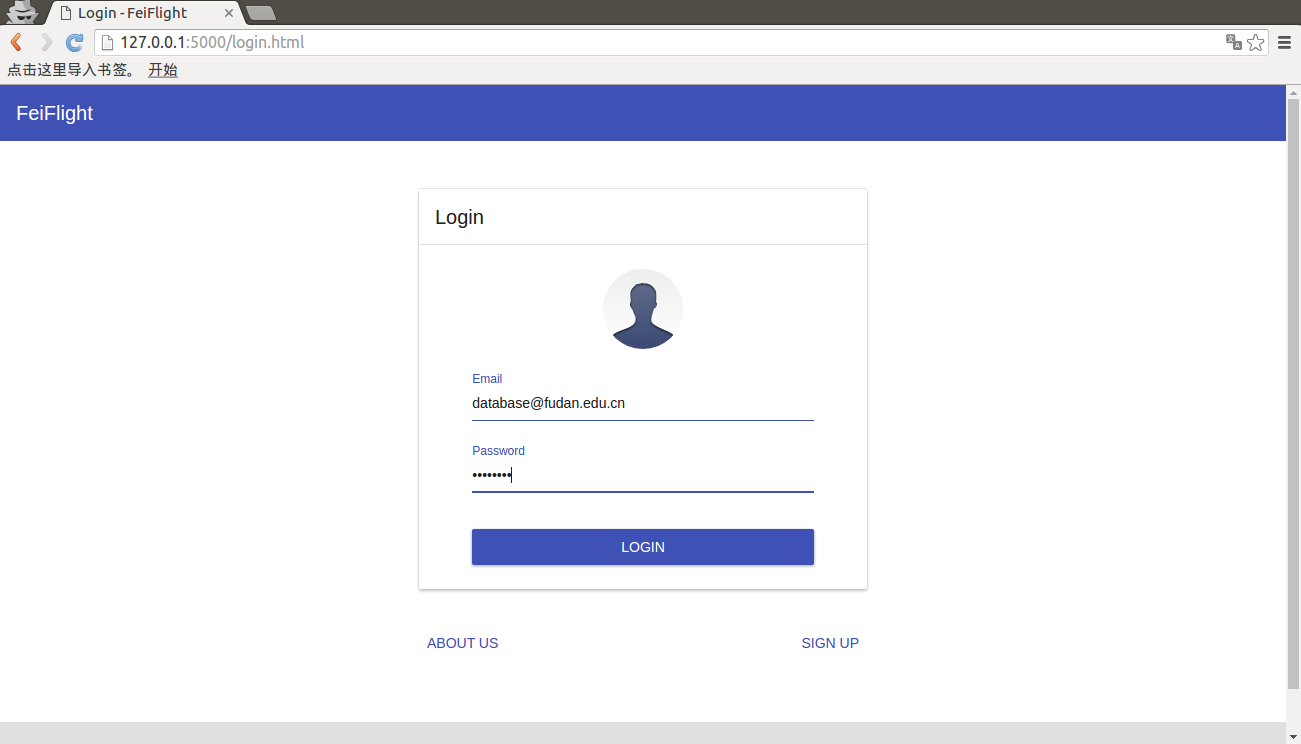 Login - FeiFlight
127.0.0.1:5000/login.html
点击这里导入书签。 开始
FeiFlight
Login
Email
database@fudan.edu.cn
Password
••••••••
LOGIN
ABOUT US
SIGN UP